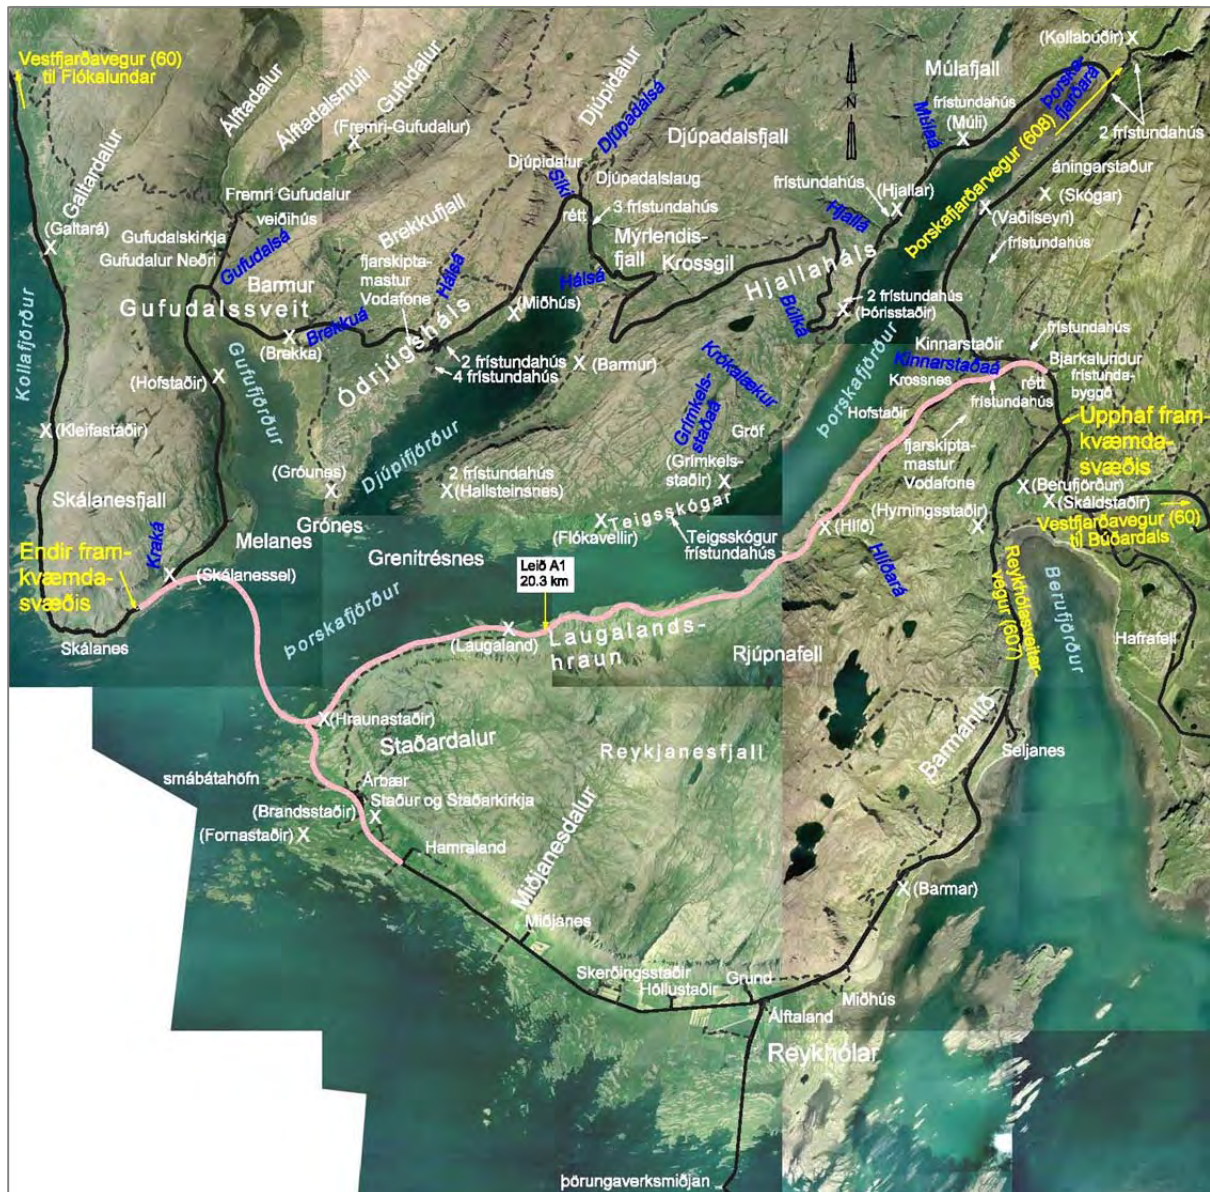 Vestfjarðavegur (60)
til Flókalundar
Álftadalur
Álftadalsmúli
Gufudalur
(Fremri-Gufudalur)
Djúpidalur
Djúpadalsá
Múlafjall
Múlaá
frístundahús
(Múli)
Þorska-
fjarðará
(Kollabúðir)
2 frístundahús
N
Galtardalur
(Galtará)
Fremri Gufudalur
veiðihús
Gufudalskirkja
Gufudalur Neðri
Gufudalsá
Brekkufjall
Djúpidalur
Síki
Djúpadalslaug
rétt
3 frístundahús
Djúpadalsfjall
frístundahús
(Hjallar)
Hjallá
Þorskafjarðarvegur (608)
áningarstaður
(Skógar)
(Vaðilseyri)
frístundahús
Mýrlendis-
fjall
Krossgil
Hjallaháls
Barmur
fjarskipta-
mastur
Vodafone
Hálsá
Hálsá
(Miðhús)
Gufudalssveit
Brekkuá
(Brekka)
Ódrjúgsháls
2 frístundahús
4 frístundahús
(Barmur)
Búlká
2 frístundahús
(Þórisstaðir)
Kollafjörður
(Hofstaðir)
Gufufjörður
Djúpifjörður
Krókalækur
Grímkels-
staðaá
Gröf
(Grímkels-
staðir)
Þorskafjörður
Kinnarstaðir
Kinnarstaðaá
frístundahús
Bjarkalundur
frístunda-
byggð
rétt
Krossnes
frístundahús
Hofstaðir
fjarskipta-
mastur
Vodafone
Upphaf fram-
kvæmda-
svæðis
(Kleifastaðir)
Skálanesfjall
(Gróunes)
2 frístundahús
(Hallsteinsnes)
Teigsskógar
(Flókavellir)
Teigsskógur
frístundahús
(Hlíð)
Hlíðará
(Hyrningsstaðir)
(Berufjörður)
(Skáldstaðir)
Vestfjarðavegur (60)
til Búðardals
Grónes
Melanes
Grenitrésnes
Kraká
Endir fram-
kvæmda-
svæðis
(Skálanessel)
Skálanes
Leið A1
20.3 km
Þorskafjörður
(Laugaland)
Laugalands-
hraun
Rjúpnafell
Reykhólasveitar-
vegur (607)
Berufjörður
Hafrafell
(Hraunastaðir)
Staðardalur
Reykjanesfjall
Barmahlíð
Seljanes
smábátahöfn
Árbær
Staður og Staðarkirkja
(Brandsstaðir)
(Fornastaðir)
Hamraland
Miðjanesdalur
Miðjanes
(Barmar)
Skerðingsstaðir
Höllustaðir
Grund
Miðhús
Álftaland
Reykhólar
Þörungaverksmiðjan